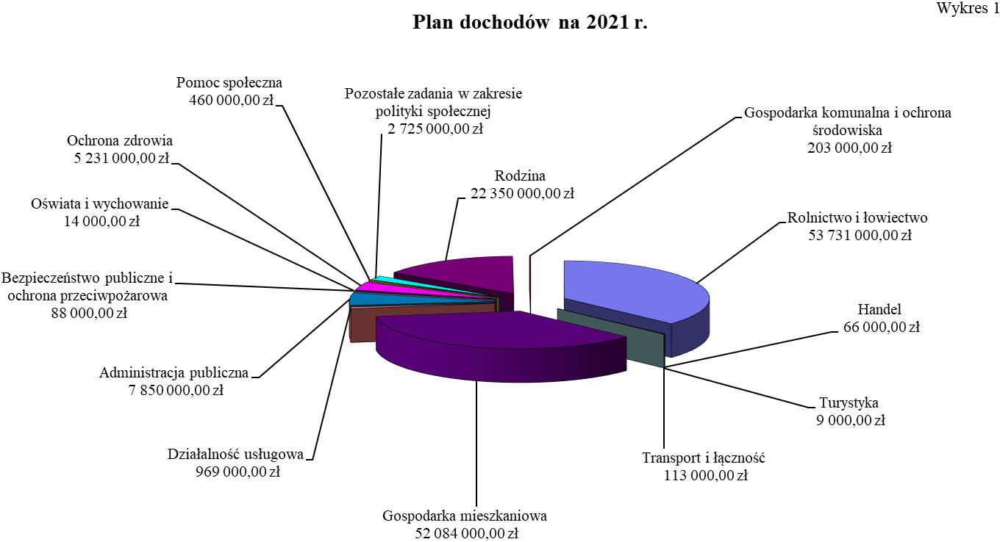 Wykres 1
Plan dochodów na 2021 r.
Pomoc społeczna
460 000,00 zł
Pozostałe zadania w zakresie
polityki społecznej
2 725 000,00 zł
Gospodarka komunalna i ochrona
środowiska
203 000,00 zł
Ochrona zdrowia
5 231 000,00 zł
Rodzina
22 350 000,00 zł
Oświata i wychowanie
14 000,00 zł
Rolnictwo i łowiectwo
53 731 000,00 zł
Bezpieczeństwo publiczne i
ochrona przeciwpożarowa
88 000,00 zł
Handel
66 000,00 zł
Administracja publiczna
7 850 000,00 zł
Turystyka
9 000,00 zł
Działalność usługowa
969 000,00 zł
Transport i łączność
113 000,00 zł
Gospodarka mieszkaniowa
52 084 000,00 zł